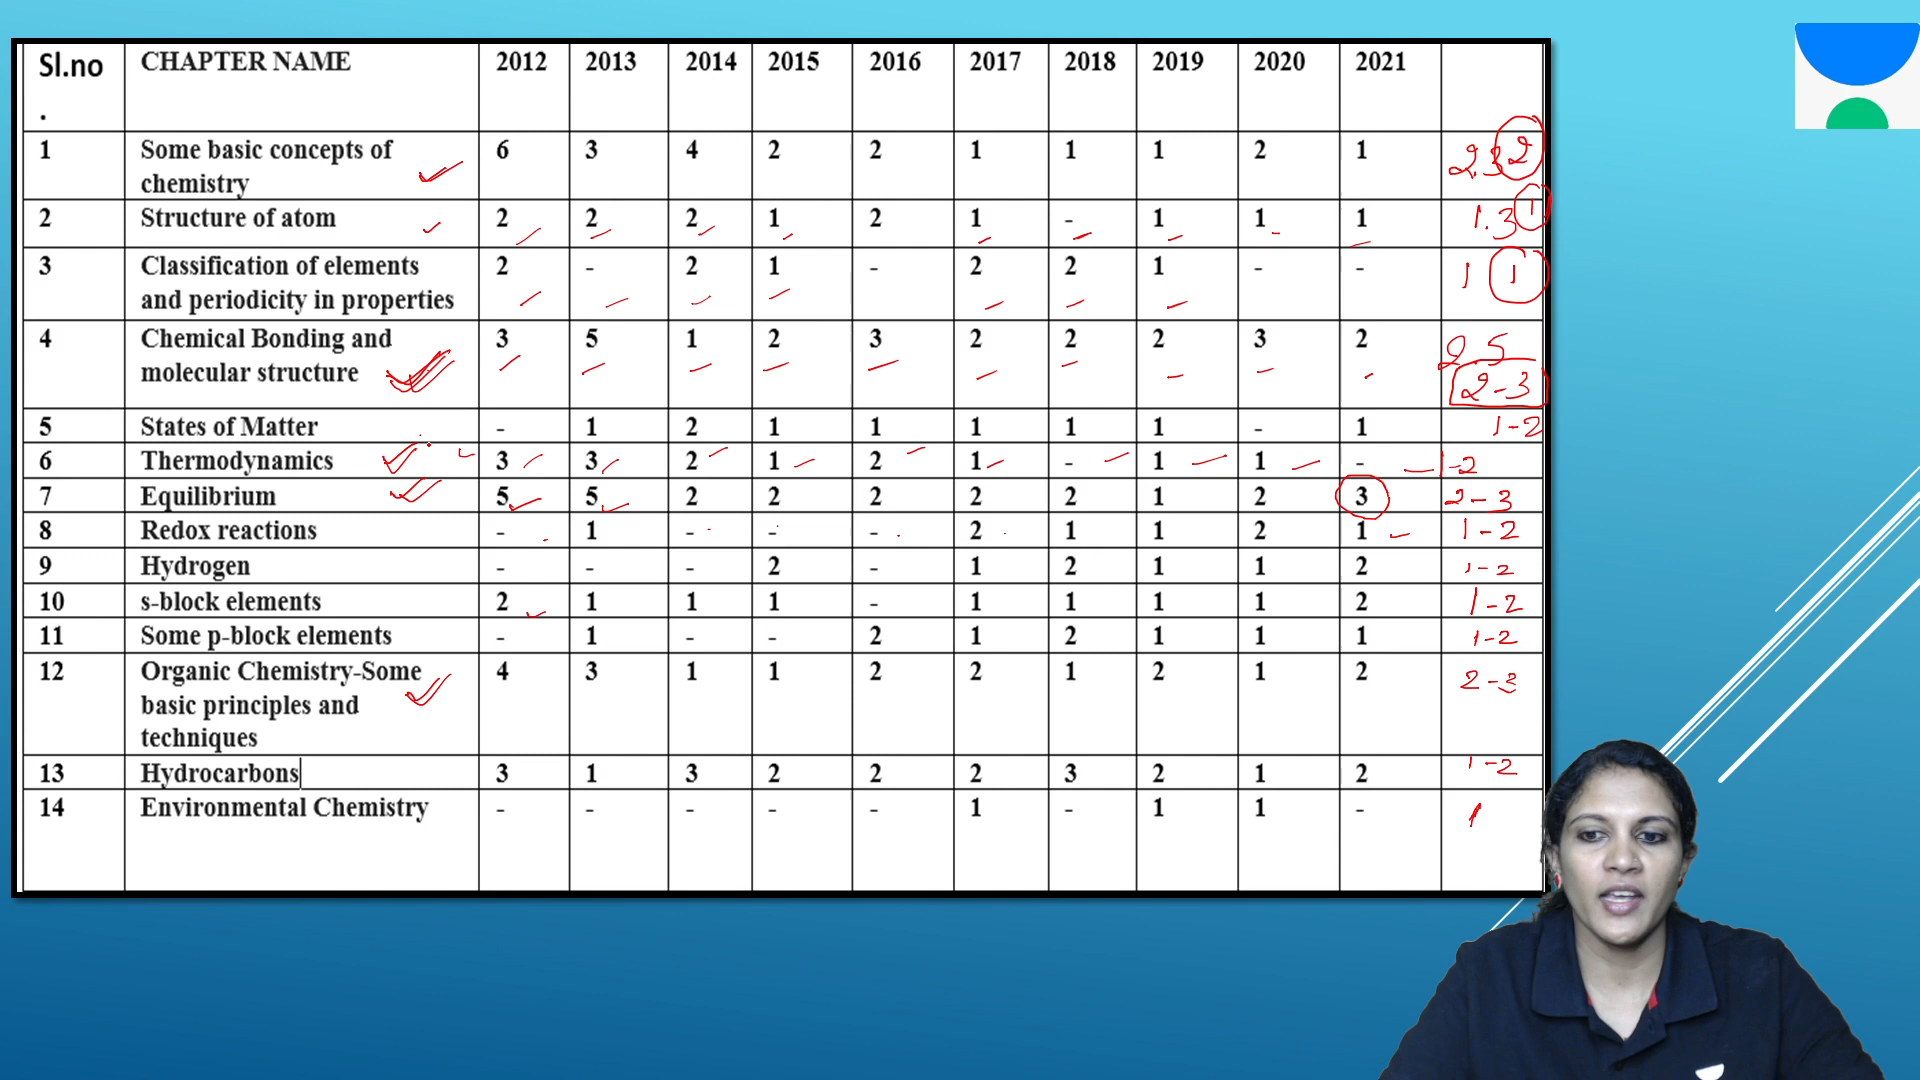 Sl.no CHAPTER NAME 2012 2013 2014 2015 2016 2017 2018 2019 2020 2021
.
1 Some basic concepts of 6 3 4 2 2 1 1 1 2 1 2.3 2
chemistry
2 Structure of atom 2 2 2 1 2 1 - 1 1 1 1.3 1
3 Classification of elements 2 - 2 1 - 2 2 1 - - 1 1
and periodicity in properties
4 Chemical Bonding and 3 5 1 2 3 2 2 2 3 2 2.5
molecular structure 2-3
5 States of Matter - 1 2 1 1 1 1 1 - 1 1-2
6 Thermodynamics 3 3 2 1 2 1 - 1 1 - 1-2
7 Equilibrium 5 5 2 2 2 2 2 1 2 3 2-3
8 Redox reactions - 1 - - - 2 1 1 2 1 1-2
9 Hydrogen - - - 2 - 1 2 1 1 2 1-2
10 s-block elements 2 1 1 1 - 1 1 1 1 2 1-2
11 Some p-block elements - 1 - - 2 1 2 1 1 1 1-2
12 Organic Chemistry-Some 4 3 1 1 2 2 1 2 1 2 2-3
basic principles and
techniques
13 Hydrocarbons 3 1 3 2 2 2 3 2 1 2 1-2
14 Environmental Chemistry - - - - - 1 - 1 1 - 1